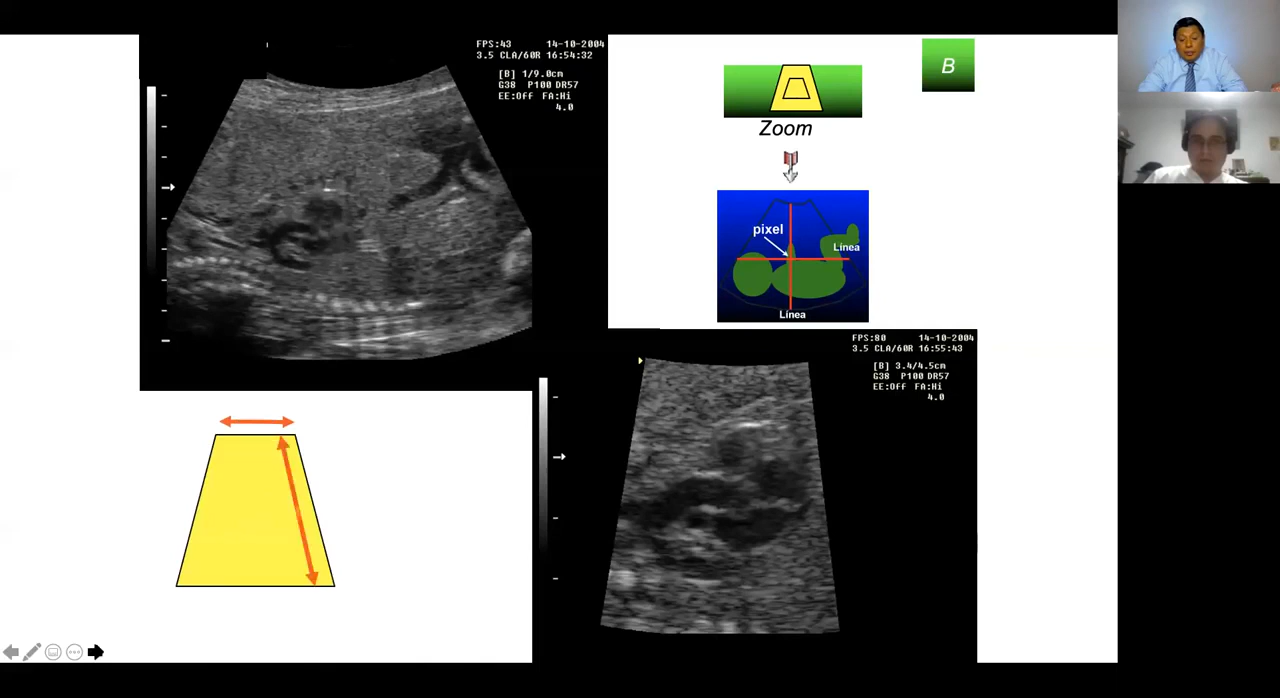 FPS:43 14-10-2004
3.5 CLA/60R 16:54:32
[B] 1/9.0cm
G38 P100 DR57
EE:Off FA:Hi
4.0
B
Zoom
pixel
Línea
Línea
FPS:80 14-10-2004
3.5 CLA/60R 16:55:43
[B] 3.4/4.5cm
G38 P100 DR57
EE:Off FA:Hi
4.0